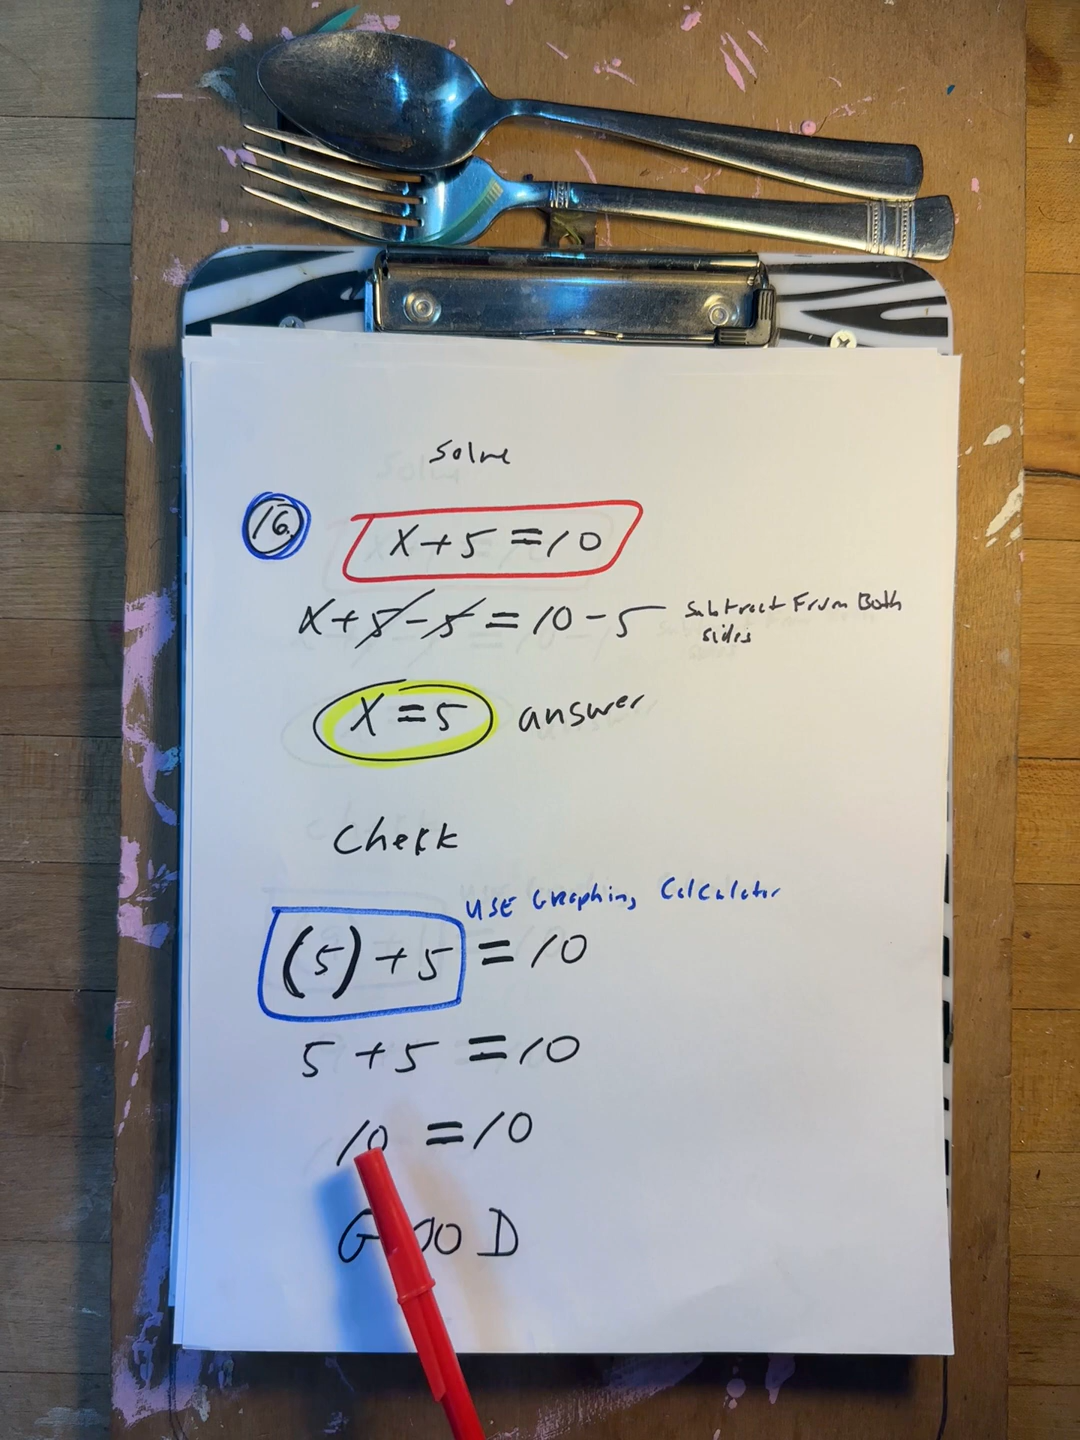 Solve
16.
x+5=10
x+5-5=10-5 Subtract From Both
sides
x=5 answer
Check
USE Graphing Calculator
(5)+5=10
5+5=10
10=10
GOOD